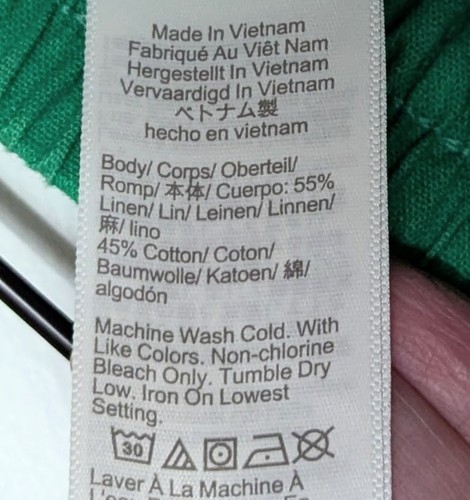 Made In Vietnam
Fabriqué Au Viêt Nam
Hergestellt In Vietnam
Vervaardigd In Vietnam
ベトナム製
hecho en vietnam
Body/ Corps/ Oberteil/
Romp/ 本体/ Cuerpo: 55%
Linen/ Lin/ Leinen/ Linnen/
麻/ lino
45% Cotton/ Coton/
Baumwolle/ Katoen/ 綿/
algodón
Machine Wash Cold. With
Like Colors. Non-chlorine
Bleach Only. Tumble Dry
Low. Iron On Lowest
Setting.
30
Laver À La Machine À